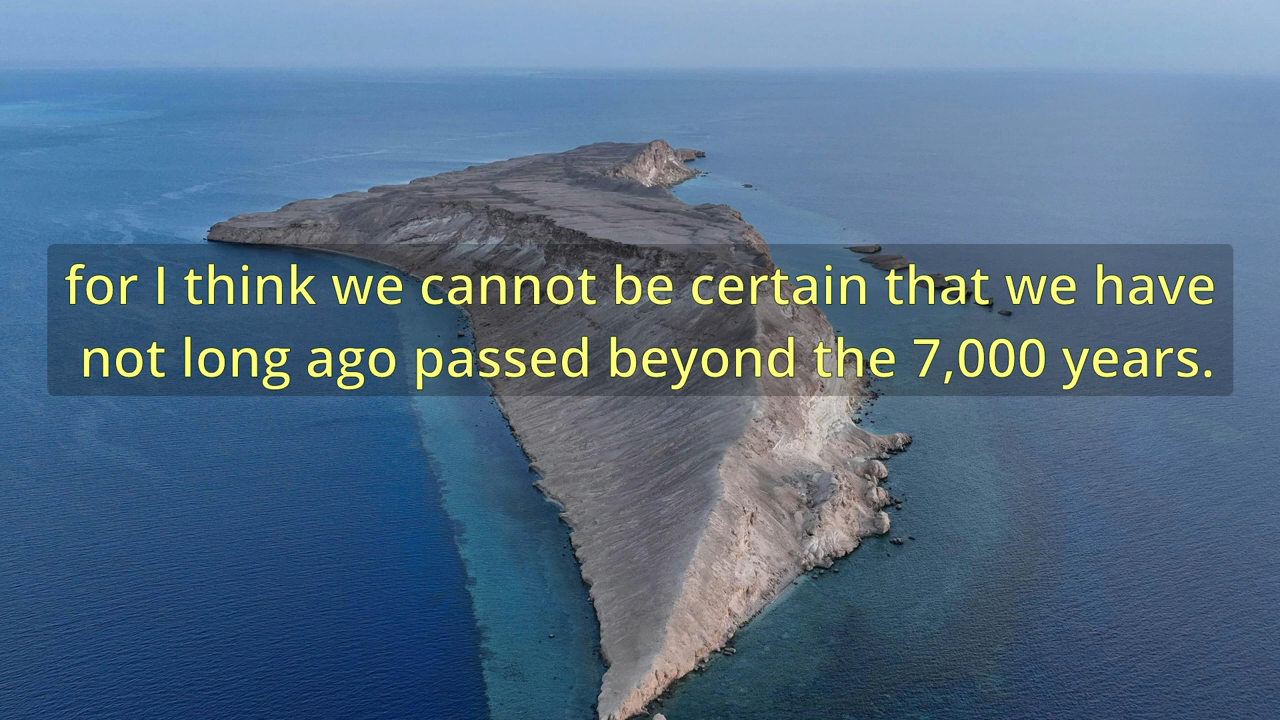 for I think we cannot be certain that we have
not long ago passed beyond the 7,000 years.